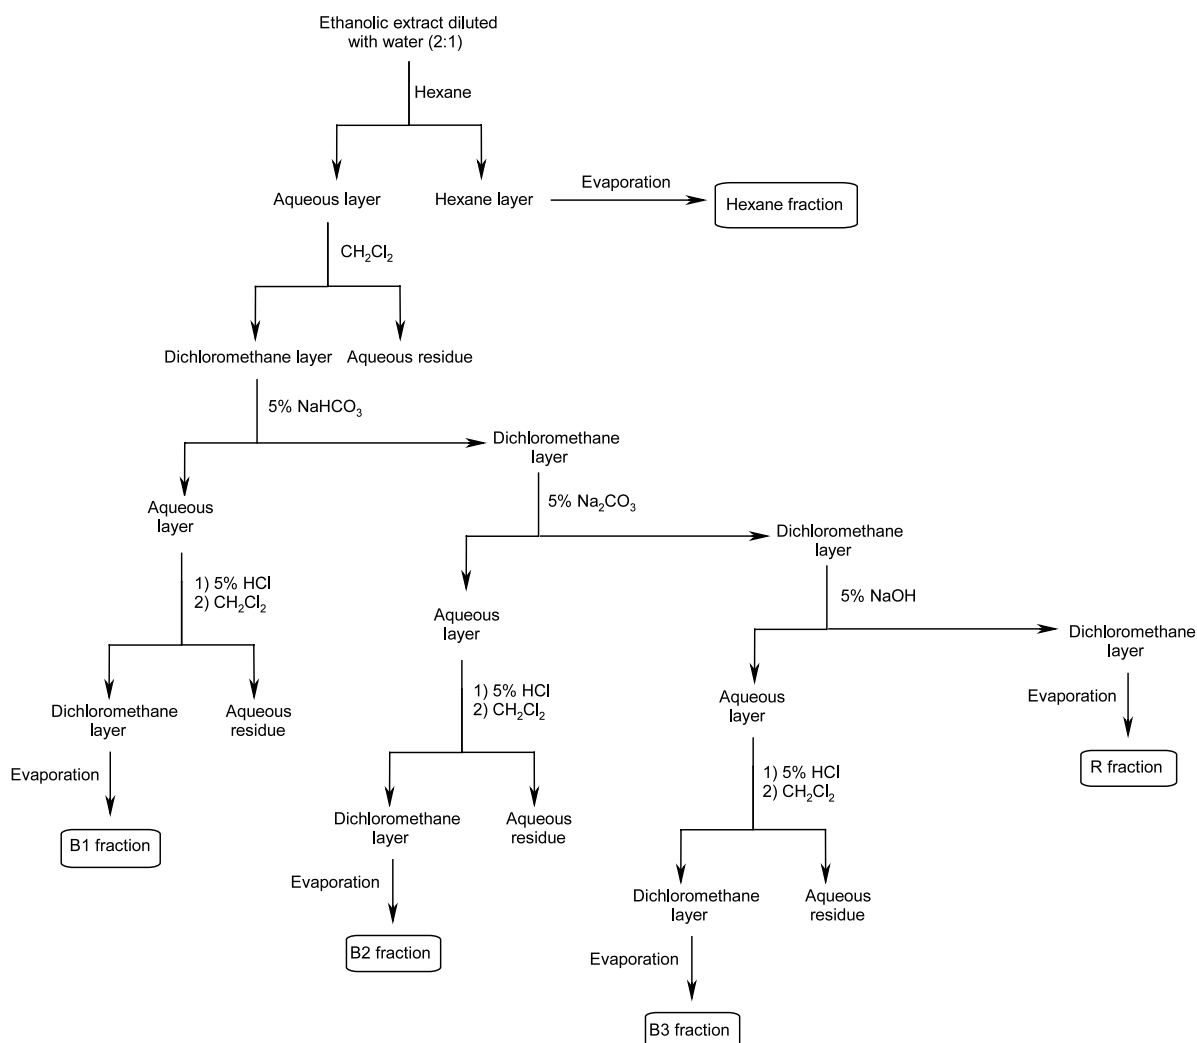 Ethanolic extract diluted
with water (2:1)
Hexane
Aqueous layer
Hexane layer
Evaporation
Hexane fraction
CH₂Cl₂
Dichloromethane layer
Aqueous residue
5% NaHCO₃
Aqueous
layer
Dichloromethane
layer
5% Na₂CO₃
1) 5% HCl
2) CH₂Cl₂
Aqueous
layer
Dichloromethane
layer
5% NaOH
Dichloromethane
layer
Aqueous
residue
1) 5% HCl
2) CH₂Cl₂
Aqueous
layer
Dichloromethane
layer
Evaporation
Evaporation
B1 fraction
Dichloromethane
layer
Aqueous
residue
1) 5% HCl
2) CH₂Cl₂
R fraction
Evaporation
B2 fraction
Dichloromethane
layer
Aqueous
residue
Evaporation
B3 fraction